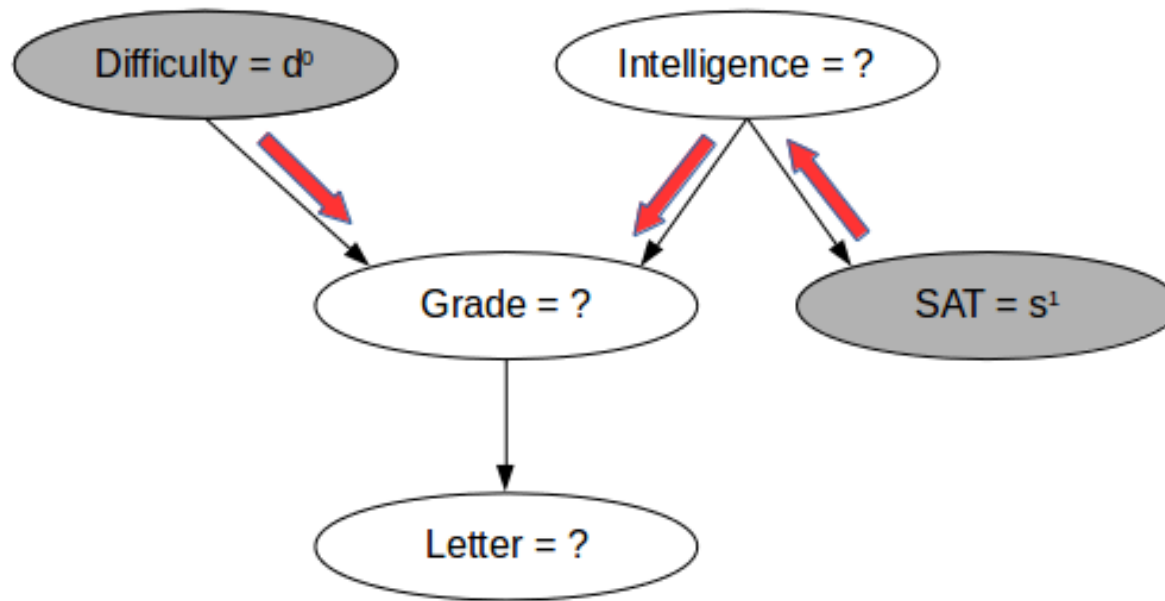 Difficulty = d⁰
Intelligence = ?
Grade = ?
SAT = s¹
Letter = ?